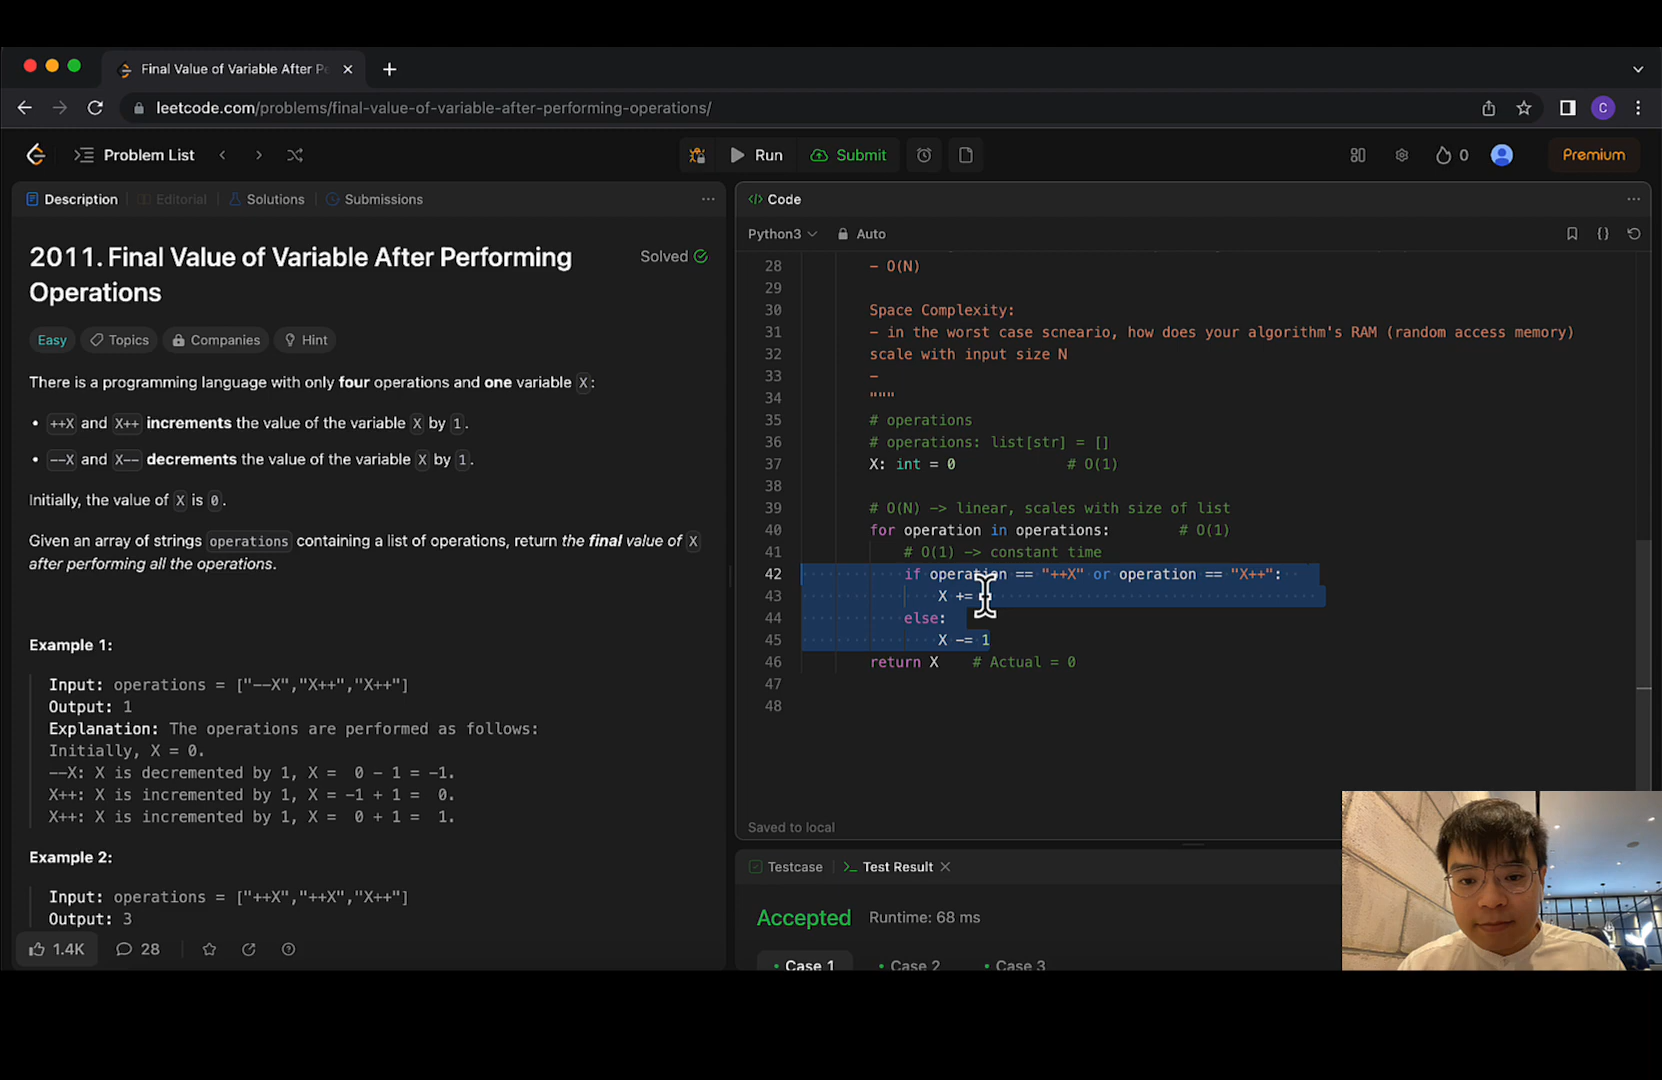 Final Value of Variable After Pe
leetcode.com/problems/final-value-of-variable-after-performing-operations/
C
Problem List
Run
Submit
0
Premium
Description
Editorial
Solutions
Submissions
2011. Final Value of Variable After Performing
Operations
Solved
Easy
Topics
Companies
Hint
There is a programming language with only four operations and one variable X:
• ++X and X++ increments the value of the variable X by 1.
• --X and X-- decrements the value of the variable X by 1.
Initially, the value of X is 0.
Given an array of strings operations containing a list of operations, return the final value of X
after performing all the operations.
Example 1:
Input: operations = ["--X","X++","X++"]
Output: 1
Explanation: The operations are performed as follows:
Initially, X = 0.
--X: X is decremented by 1, X =  0 - 1 = -1.
X++: X is incremented by 1, X = -1 + 1 =  0.
X++: X is incremented by 1, X =  0 + 1 =  1.
Example 2:
Input: operations = ["++X","++X","X++"]
Output: 3
1.4K
28
</> Code
Python3
Auto
28 - O(N)
29
30 Space Complexity:
31 - in the worst case scneario, how does your algorithm's RAM (random access memory)
32 scale with input size N
33 -
34 """
35 # operations
36 # operations: list[str] = []
37 X: int = 0 # O(1)
38
39 # O(N) -> linear, scales with size of list
40 for operation in operations: # O(1)
41 # O(1) -> constant time
42 if operation == "++X" or operation == "X++":
43 X +=
44 else:
45 X -= 1
46 return X # Actual = 0
47
48
Saved to local
Testcase
Test Result
Accepted
Runtime: 68 ms
• Case 1
• Case 2
• Case 3